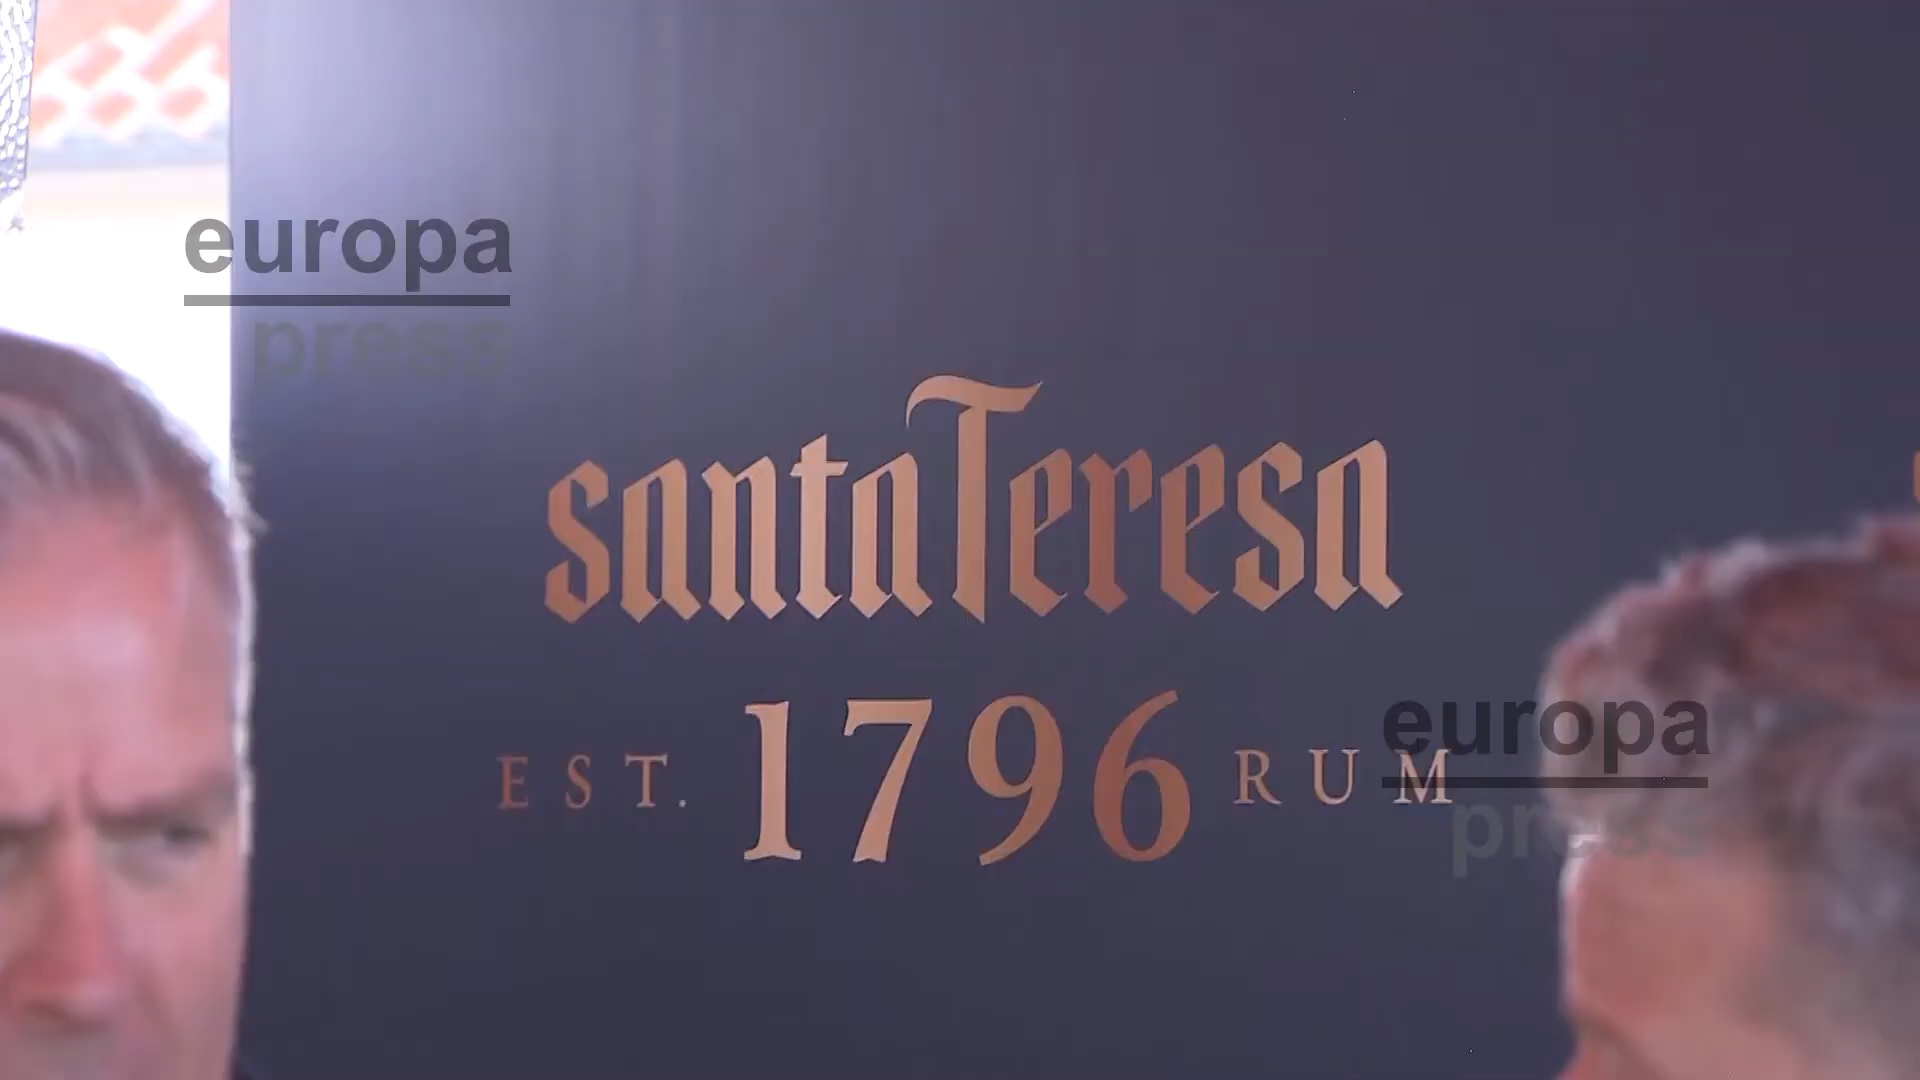 europa
press
santaTeresa
EST. 1796 RUM
europa
press